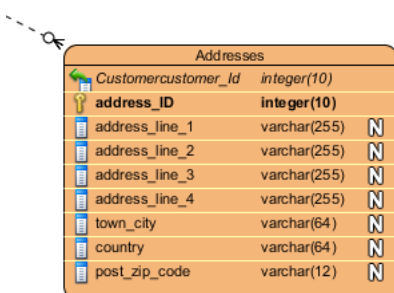 Addresses
Customercustomer_Id integer(10)
address_ID integer(10)
address_line_1 varchar(255) N
address_line_2 varchar(255) N
address_line_3 varchar(255) N
address_line_4 varchar(255) N
town_city varchar(64) N
country varchar(64) N
post_zip_code varchar(12) N